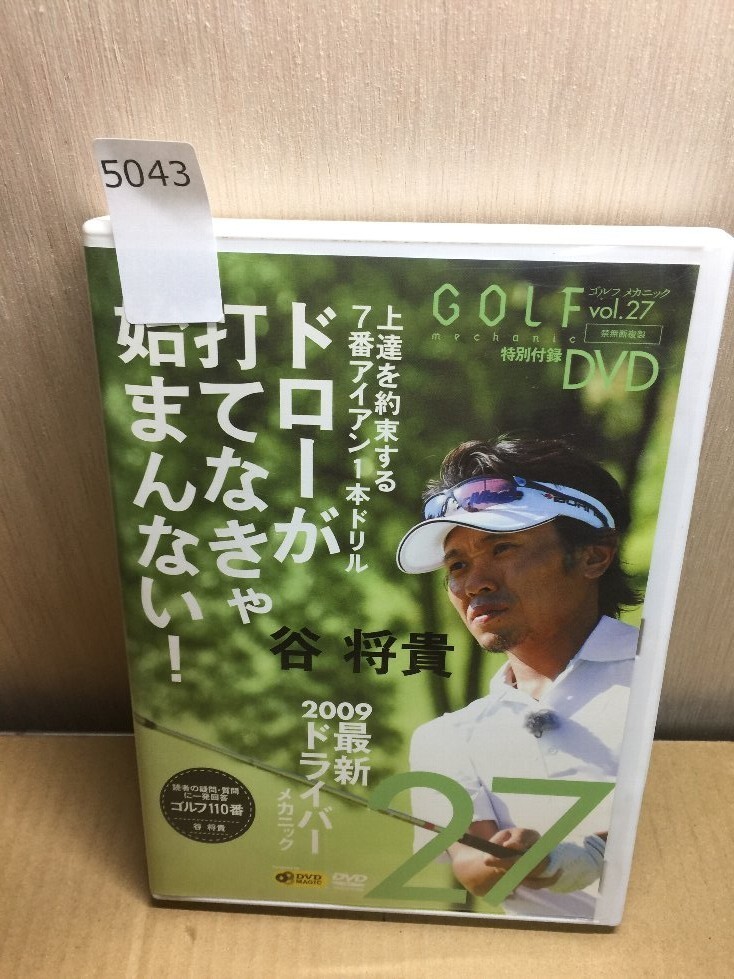 5043
GOLF
mechanic
ゴルフ メカニック
vol.27
禁無断複製
特別付録
DVD
上達を約束する
7番アイアン1本ドリル
ドローが
打てなきゃ
始まんない!
谷 将貴
2009最新
ドライバー
メカニック
読者の疑問・質問
に一発回答
ゴルフ110番
谷 将貴
DVD
MAGIC
DVD
27